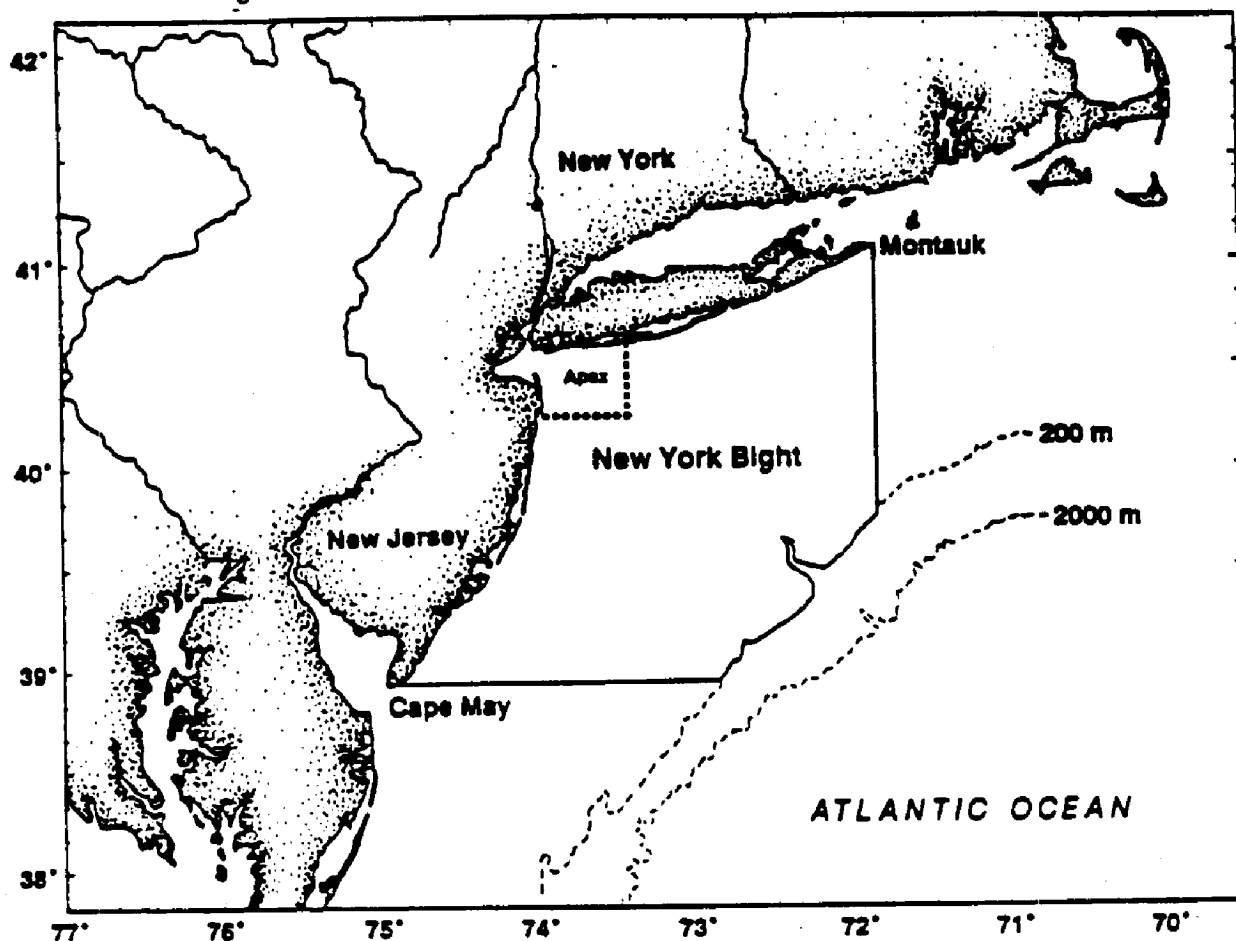 42°
New York
Montauk
41°
Apex
200 m
40°
New York Bight
2000 m
New Jersey
39°
Cape May
ATLANTIC OCEAN
38°
77° 76° 75° 74° 73° 72° 71° 70°